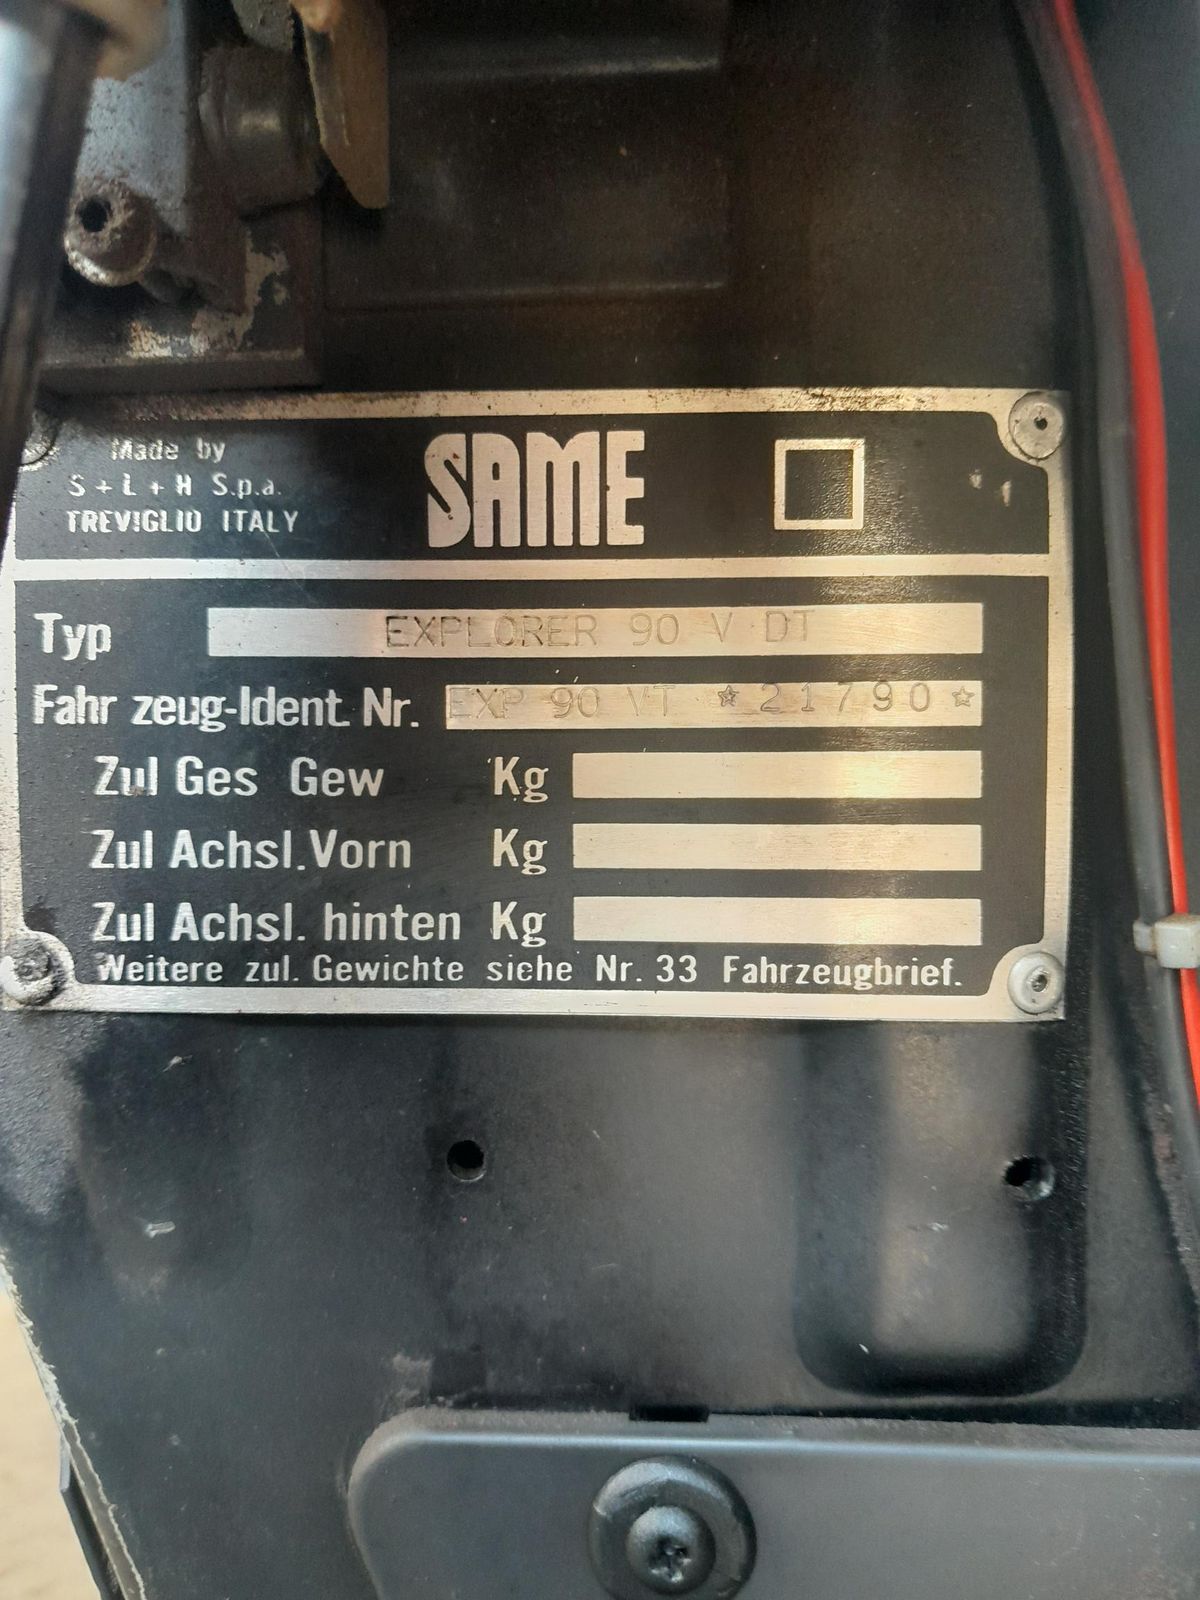 Made by
S + L + H S.p.a.
TREVIGLIO ITALY
SAME
Typ EXPLORER 90 V DT
Fahr zeug-Ident. Nr. EXP 90 VT ☆21790☆
Zul Ges Gew Kg
Zul Achsl.Vorn Kg
Zul Achsl. hinten Kg
Weitere zul. Gewichte siehe Nr. 33 Fahrzeugbrief.